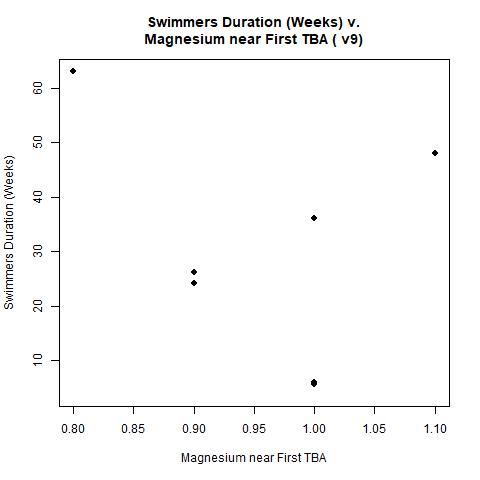 Swimmers Duration (Weeks) v.
Magnesium near First TBA ( v9)
Swimmers Duration (Weeks)
60
50
40
30
20
10
0.80 0.85 0.90 0.95 1.00 1.05 1.10
Magnesium near First TBA